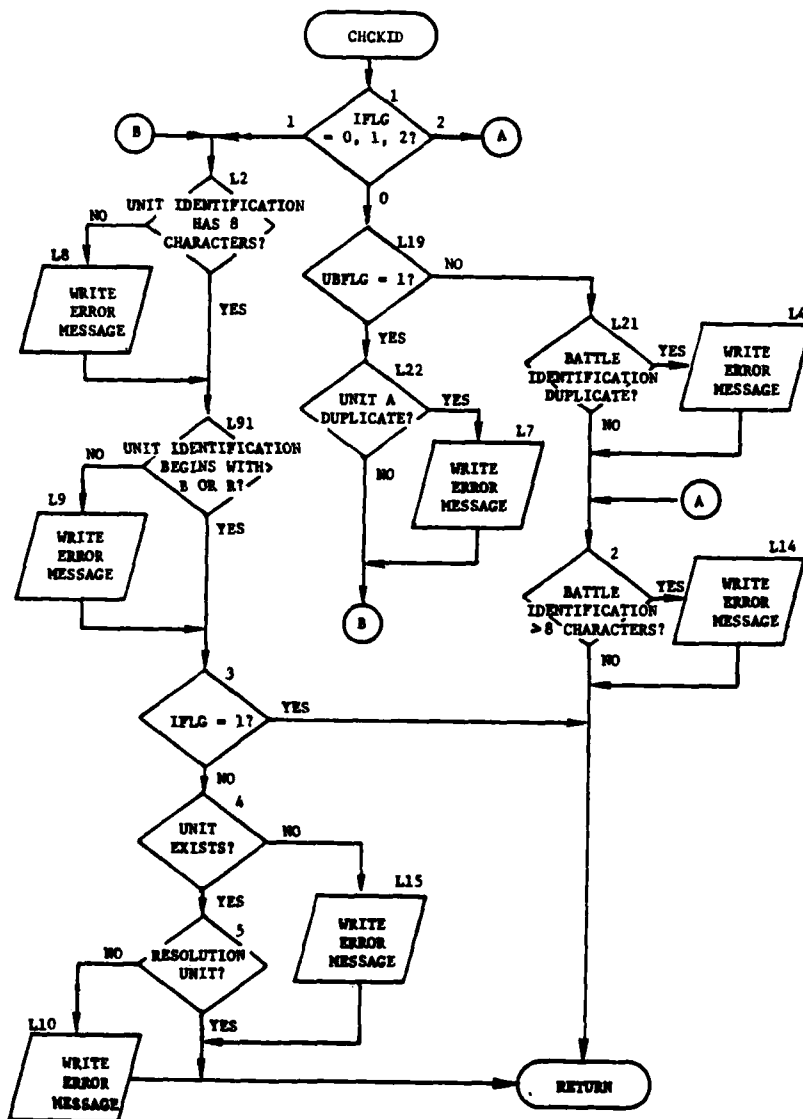 CHCKID
1
IFLG
= 0, 1, 2?
1
2
0
B
A
L2
UNIT IDENTIFICATION
HAS 8
CHARACTERS?
NO
YES
L8
WRITE
ERROR
MESSAGE
L19
UBFLG = 1?
NO
YES
L21
BATTLE
IDENTIFICATION
DUPLICATE?
YES
NO
L4
WRITE
ERROR
MESSAGE
L22
UNIT A
DUPLICATE?
YES
NO
L7
WRITE
ERROR
MESSAGE
B
L91
UNIT IDENTIFICATION
BEGINS WITH
B OR R?
NO
YES
L9
WRITE
ERROR
MESSAGE
A
2
BATTLE
IDENTIFICATION
>8 CHARACTERS?
YES
NO
L14
WRITE
ERROR
MESSAGE
3
IFLG = 1?
YES
NO
4
UNIT
EXISTS?
NO
YES
L15
WRITE
ERROR
MESSAGE
5
RESOLUTION
UNIT?
NO
YES
L10
WRITE
ERROR
MESSAGE
RETURN